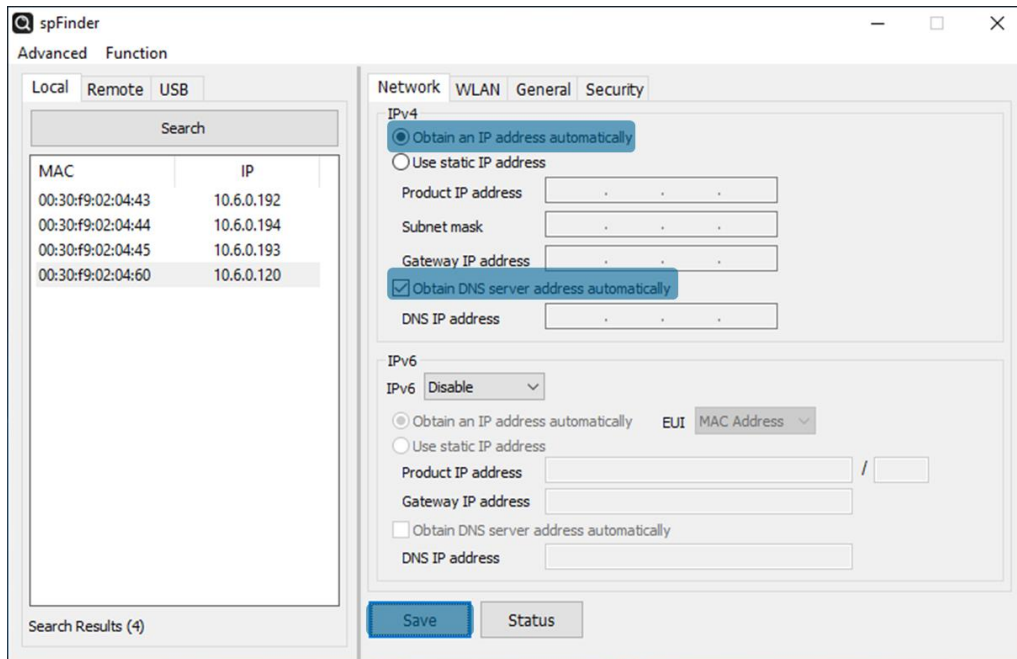 spFinder
Advanced Function
Local Remote USB
Search
MAC IP
00:30:f9:02:04:43 10.6.0.192
00:30:f9:02:04:44 10.6.0.194
00:30:f9:02:04:45 10.6.0.193
00:30:f9:02:04:60 10.6.0.120
Search Results (4)
Network WLAN General Security
IPv4
Obtain an IP address automatically
Use static IP address
Product IP address . . .
Subnet mask . . .
Gateway IP address . . .
Obtain DNS server address automatically
DNS IP address . . .
IPv6
IPv6 Disable
Obtain an IP address automatically EUI MAC Address
Use static IP address
Product IP address /
Gateway IP address
Obtain DNS server address automatically
DNS IP address
Save Status